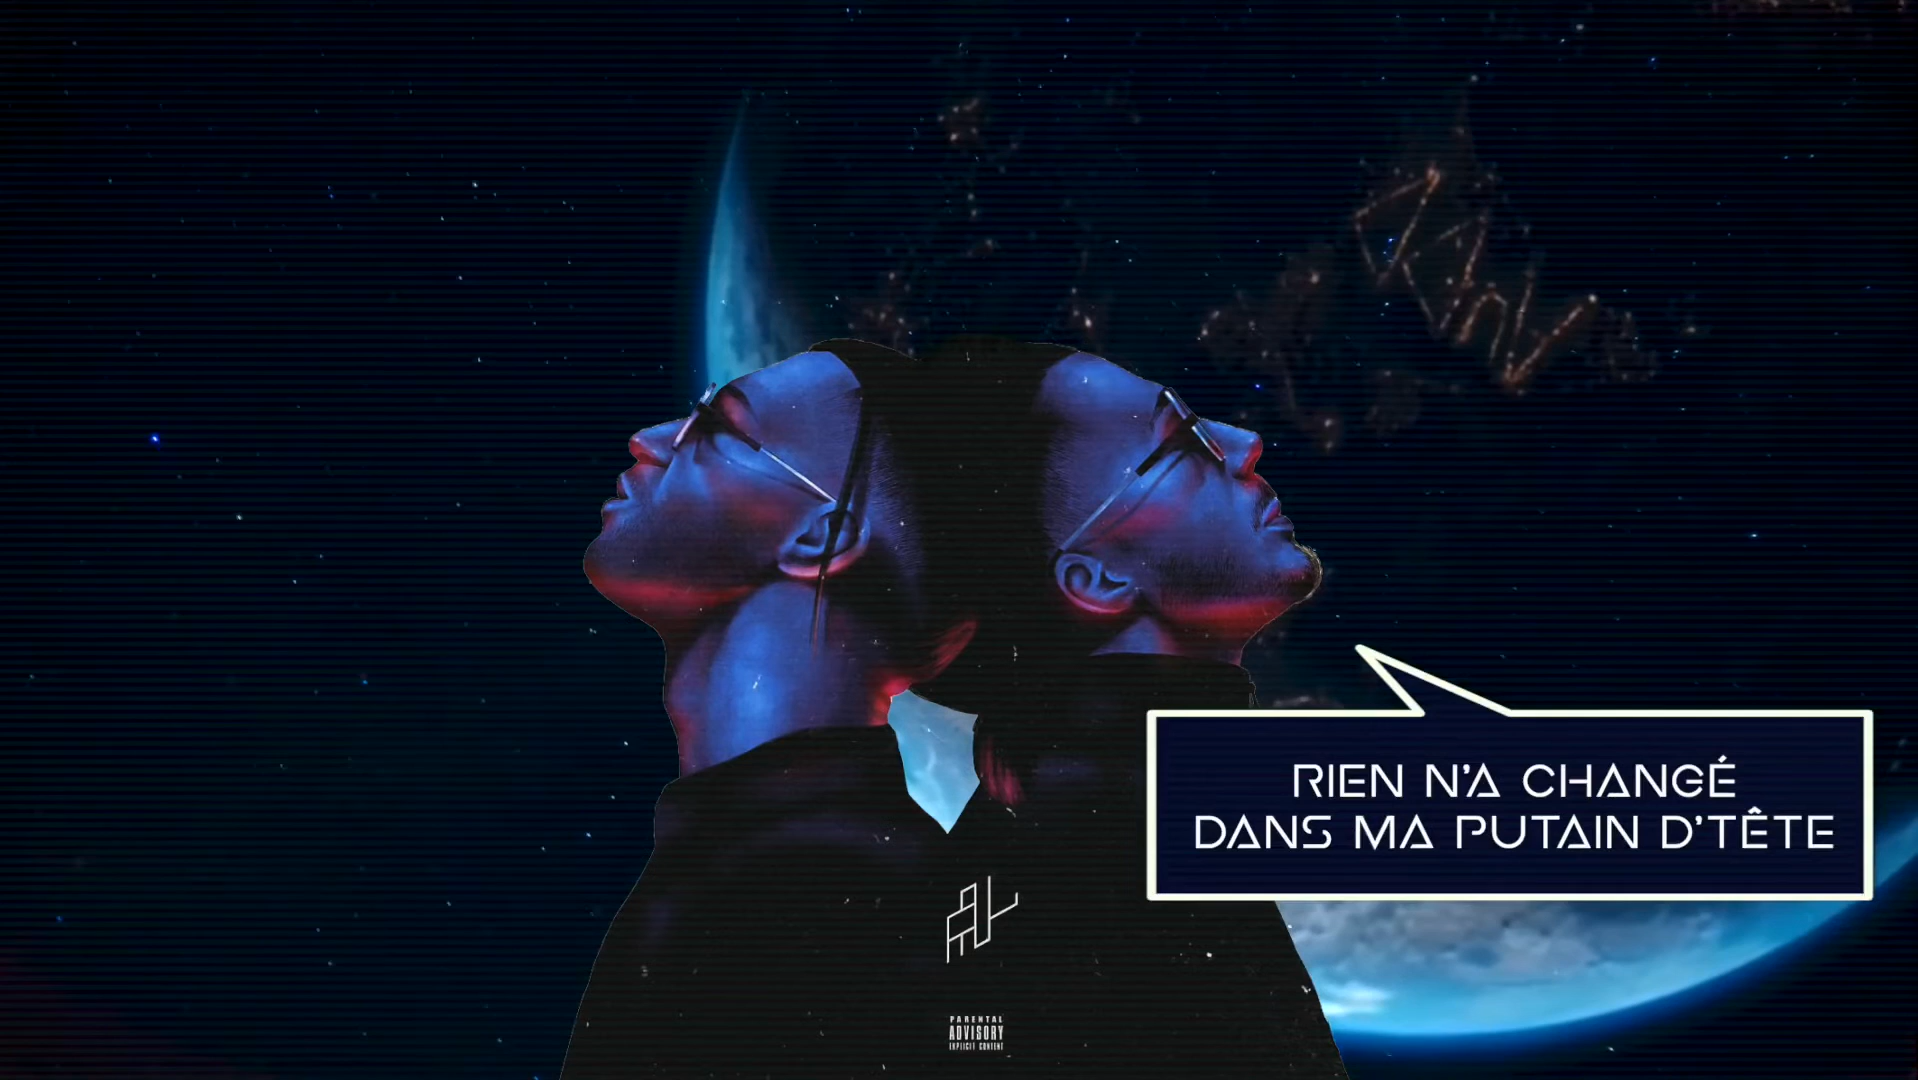 RIEN N'A CHANGÉ
DANS MA PUTAIN D'TÊTE
PARENTAL
ADVISORY
EXPLICIT CONTENT